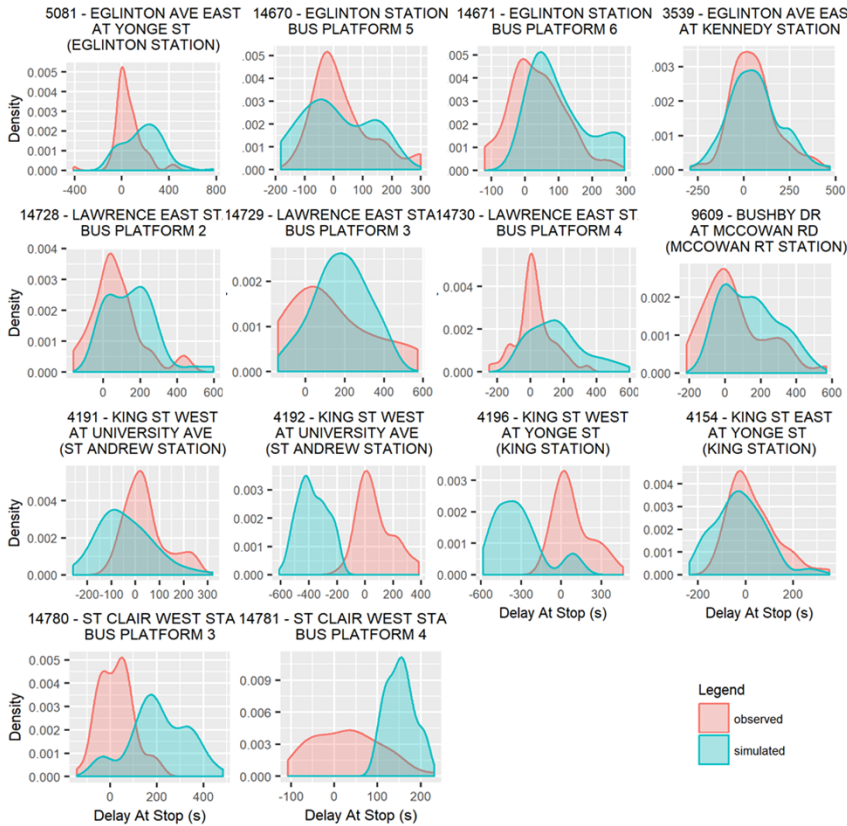 5081 - EGLINTON AVE EAST
AT YONGE ST
(EGLINTON STATION)
14670 - EGLINTON STATION
BUS PLATFORM 5
14671 - EGLINTON STATION
BUS PLATFORM 6
3539 - EGLINTON AVE EAS
AT KENNEDY STATION
Density
0.005
0.004
0.003
0.002
0.001
0.000
-400 0 400 800
.005
.004
.003
.002
.001
.000
-200 -100 0 100 200 300
005
004
003
002
001
000
-100 0 100 200 300
.003
.002
.001
.000
-250 0 250 500
14728 - LAWRENCE EAST ST.
BUS PLATFORM 2
14729 - LAWRENCE EAST STA
BUS PLATFORM 3
14730 - LAWRENCE EAST ST.
BUS PLATFORM 4
9609 - BUSHBY DR
AT MCCOWAN RD
(MCCOWAN RT STATION)
Density
0.004
0.003
0.002
0.001
0.000
0 200 400 600
0.002
0.001
0.000
0 200 400 600
0.004
0.002
0.000
-200 0 200 400 600
0.002
0.001
0.000
-200 0 200 400 600
4191 - KING ST WEST
AT UNIVERSITY AVE
(ST ANDREW STATION)
4192 - KING ST WEST
AT UNIVERSITY AVE
(ST ANDREW STATION)
4196 - KING ST WEST
AT YONGE ST
(KING STATION)
4154 - KING ST EAST
AT YONGE ST
(KING STATION)
Density
0.004
0.002
0.000
-200 -100 0 100 200 300
0.003
0.002
0.001
0.000
-600 -400 -200 0 200 400
0.003
0.002
0.001
0.000
-600 -300 0 300
Delay At Stop (s)
0.004
0.003
0.002
0.001
0.000
-200 0 200
Delay At Stop (s)
14780 - ST CLAIR WEST STA
BUS PLATFORM 3
14781 - ST CLAIR WEST STA
BUS PLATFORM 4
Density
0.005
0.004
0.003
0.002
0.001
0.000
0 200 400
Delay At Stop (s)
0.009
0.006
0.003
0.000
-100 0 100 200
Delay At Stop (s)
Legend
observed
simulated